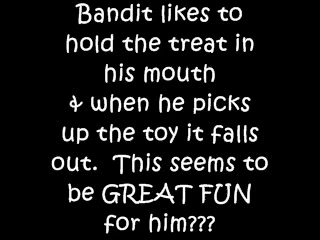 Bandit likes to
hold the treat in
his mouth
& when he picks
up the toy it falls
out. This seems to
be GREAT FUN
for him???